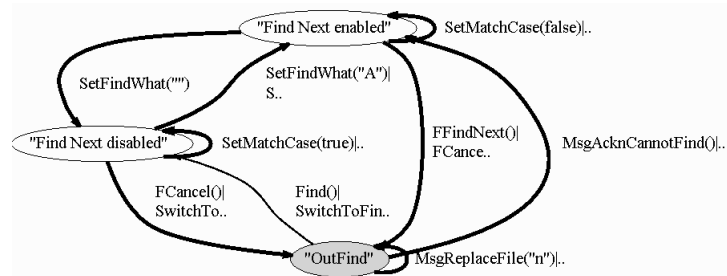 "Find Next enabled"
SetMatchCase(false)|..
SetFindWhat("")
SetFindWhat("A")|
S..
"Find Next disabled"
SetMatchCase(true)|..
FFindNext()|
FCance..
MsgAcknCannotFind()|..
FCancel()|
SwitchTo..
Find()|
SwitchToFin..
"OutFind"
MsgReplaceFile("n")|..